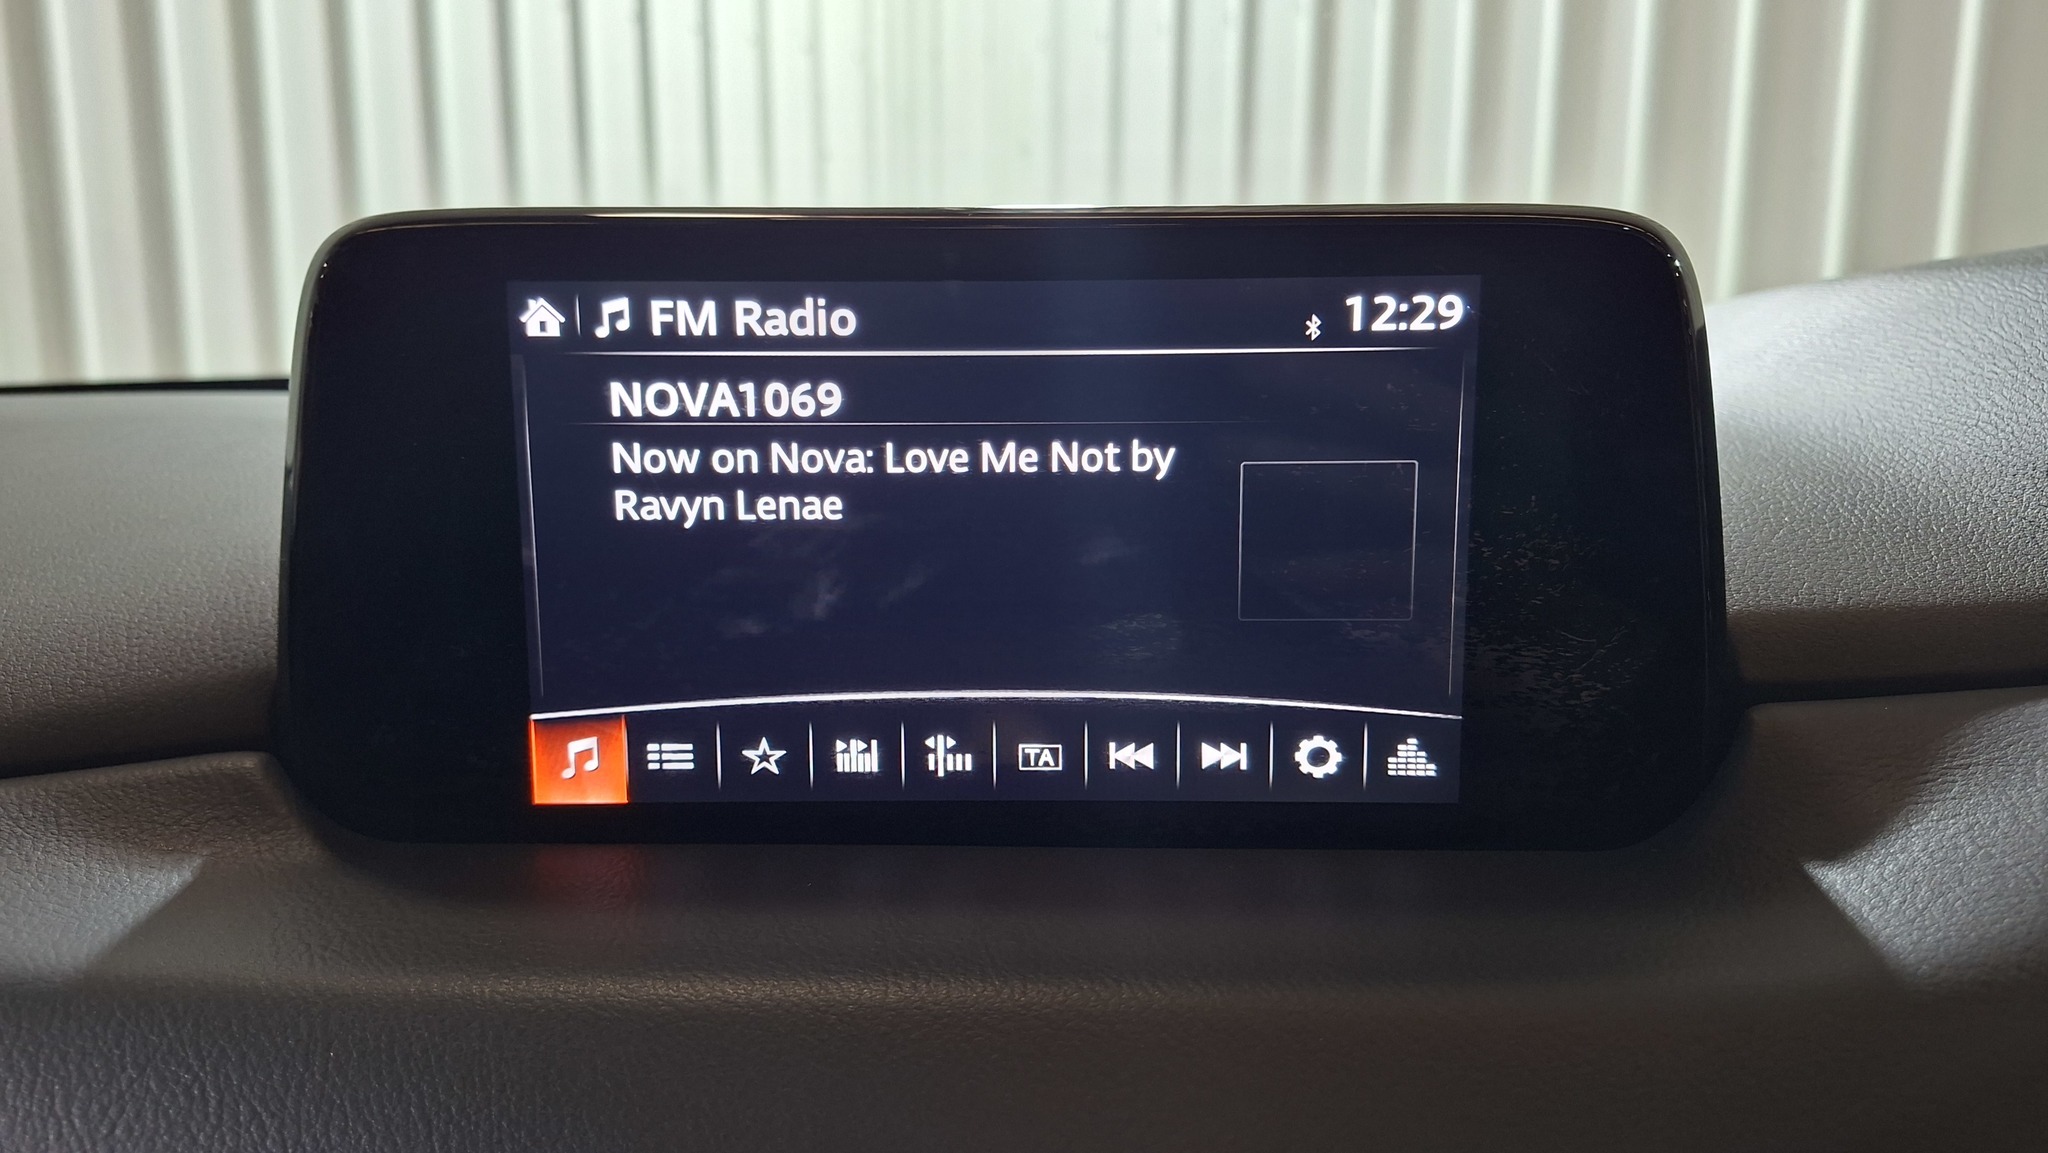 FM Radio
12:29
NOVA1069
Now on Nova: Love Me Not by
Ravyn Lenae
TA